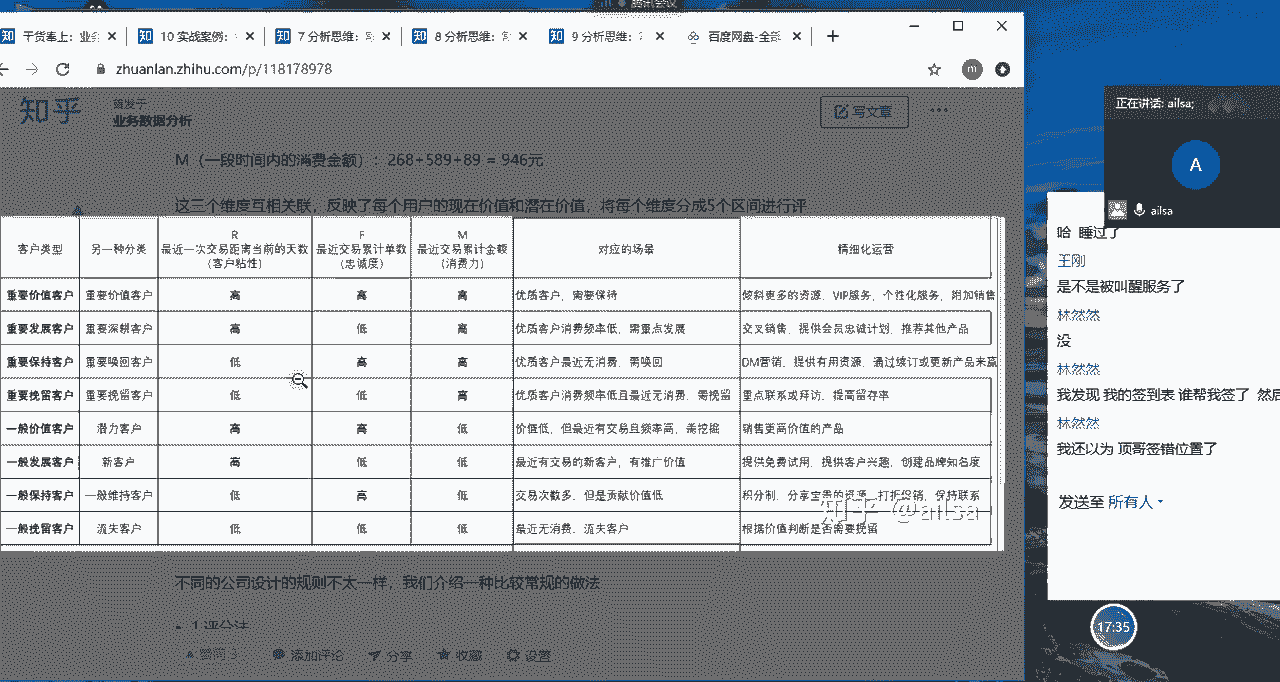 腾讯会议
干货奉上：业务
10 实战案例：
7 分析思维：
8 分析思维：
9 分析思维：
百度网盘-全部
zhuanlan.zhihu.com/p/118178978
m
知乎
首发于
业务数据分析
写文章
M（一段时间内的消费金额）：268+589+89 = 946元
这三个维度互相关联，反映了每个用户的现在价值和潜在价值，将每个维度分成5个区间进行评
客户类型 另一种分类 R 最近一次交易距离当前的天数（客户粘性） F 最近交易累计单数（忠诚度） M 最近交易累计金额（消费力） 对应的场景 精细化运营
重要价值客户 重要价值客户 高 高 高 优质客户，需要保持 倾斜更多的资源，VIP服务，个性化服务，附加销售
重要发展客户 重要深耕客户 高 低 高 优质客户消费频率低，需重点发展 交叉销售，提供会员忠诚计划，推荐其他产品
重要保持客户 重要唤回客户 低 高 高 优质客户最近无消费，需唤回 DM营销，提供有用资源，通过续订或更新产品来赢
重要挽留客户 重要挽留客户 低 低 高 优质客户消费频率低且最近无消费，需挽留 重点联系或拜访，提高留存率
一般价值客户 潜力客户 高 高 低 价值低，但最近有交易且频率高，需挖掘 销售更高价值的产品
一般发展客户 新客户 高 低 低 最近有交易的新客户，有推广价值 提供免费试用，提供客户兴趣，创建品牌知名度
一般保持客户 一般维持客户 低 高 低 交易次数多，但是贡献价值低 积分制，分享宝贵的资源，打折促销，保持联系
一般挽留客户 流失客户 低 低 低 最近无消费，流失客户 根据价值判断是否需要挽留
知乎 @ailsa
不同的公司设计的规则不太一样，我们介绍一种比较常规的做法
1 评分法
赞同 3
添加评论
分享
收藏
设置
正在讲话: ailsa;
A
ailsa
哈 睡过了
王刚
是不是被叫醒服务了
林然然
没
林然然
我发现 我的签到表 谁帮我签了 然后
林然然
我还以为 顶哥签错位置了
发送至 所有人
17:35